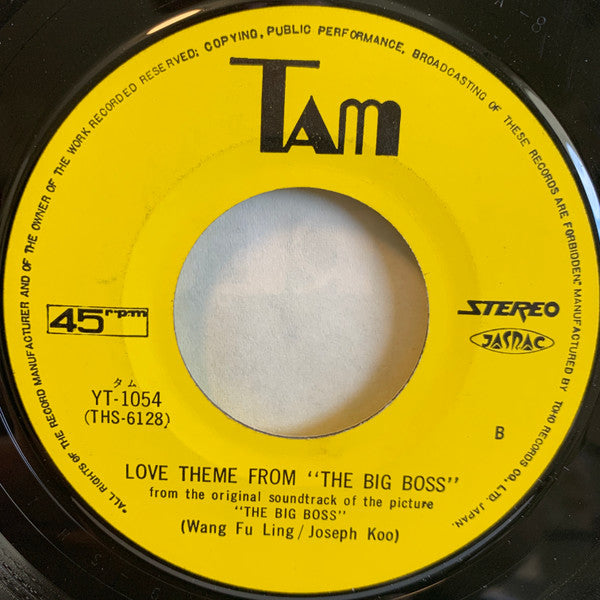 "ALL RIGHTS OF THE RECORD MANUFACTURER AND OF THE OWNER OF THE WORK RECORDED RESERVED; COPYING, PUBLIC PERFORMANCE, BROADCASTING OF THESE RECORDS ARE FORBIDDEN" MANUFACTURED BY TOHO RECORDS CO., LTD. JAPAN.
TAM
45rpm
STEREO
JASRAC
タム
YT-1054
(THS-6128)
B
LOVE THEME FROM "THE BIG BOSS"
from the original soundtrack of the picture
"THE BIG BOSS"
(Wang Fu Ling/Joseph Koo)